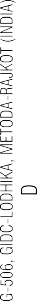 G-506, GIDC-LODHIKA, METODA-RAJKOT (INDIA)
D